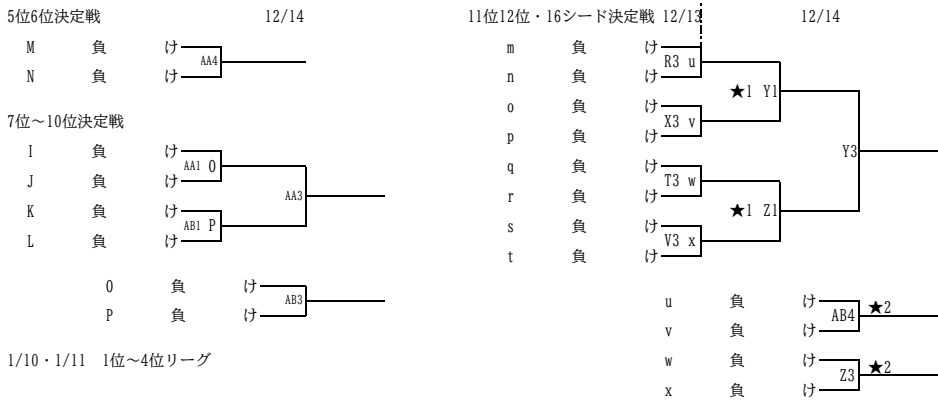 5位6位決定戦 12/14
M 負け
AA4
N 負け
7位～10位決定戦
I 負け
AA1 O
J 負け
AA3
K 負け
AB1 P
L 負け
O 負け
AB3
P 負け
1/10・1/11 1位～4位リーグ
11位12位・16シード決定戦 12/13 12/14
m 負け
R3 u
n 負け
★1 Y1
o 負け
X3 v
p 負け
Y3
q 負け
T3 w
r 負け
★1 Z1
s 負け
V3 x
t 負け
u 負け
AB4 ★2
v 負け
w 負け
Z3 ★2
x 負け